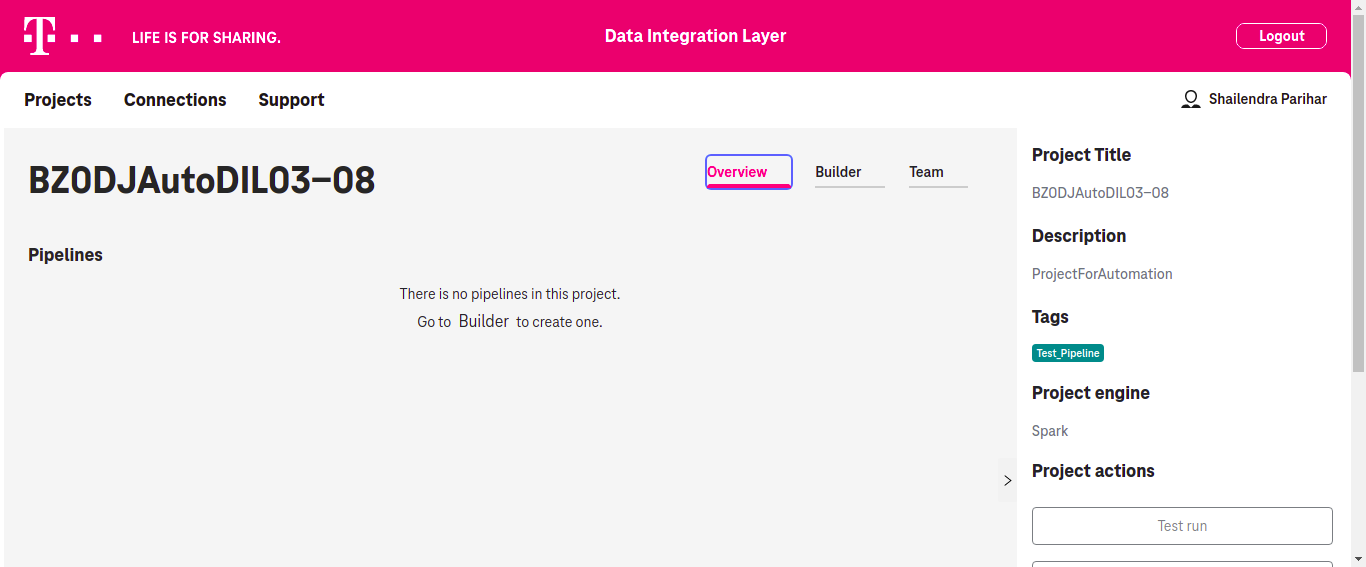 T
LIFE IS FOR SHARING.
Data Integration Layer
Logout
Projects
Connections
Support
Shailendra Parihar
BZ0DJAutoDIL03-08
Overview
Builder
Team
Pipelines
There is no pipelines in this project.
Go to Builder to create one.
Project Title
BZ0DJAutoDIL03-08
Description
ProjectForAutomation
Tags
Test_Pipeline
Project engine
Spark
Project actions
Test run